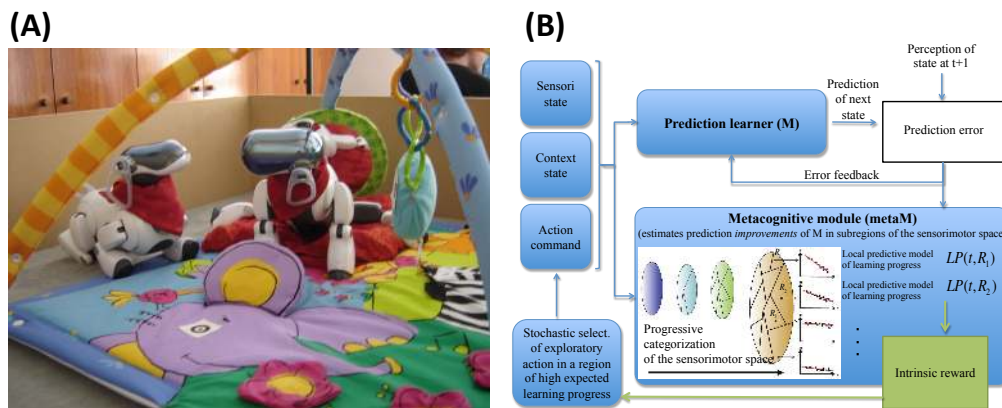 (A)
(B)
Sensori
state
Context
state
Action
command
Prediction learner (M)
Prediction
of next
state
Perception of
state at t+1
Prediction error
Error feedback
Metacognitive module (metaM)
(estimates prediction improvements of M in subregions of the sensorimotor space
Local predictive model
of learning progress
LP(t,R1)
Local predictive model
of learning progress
LP(t,R2)
Progressive
categorization
of the sensorimotor space
Stochastic select.
of exploratory
action in a region
of high expected
learning progress
Intrinsic reward